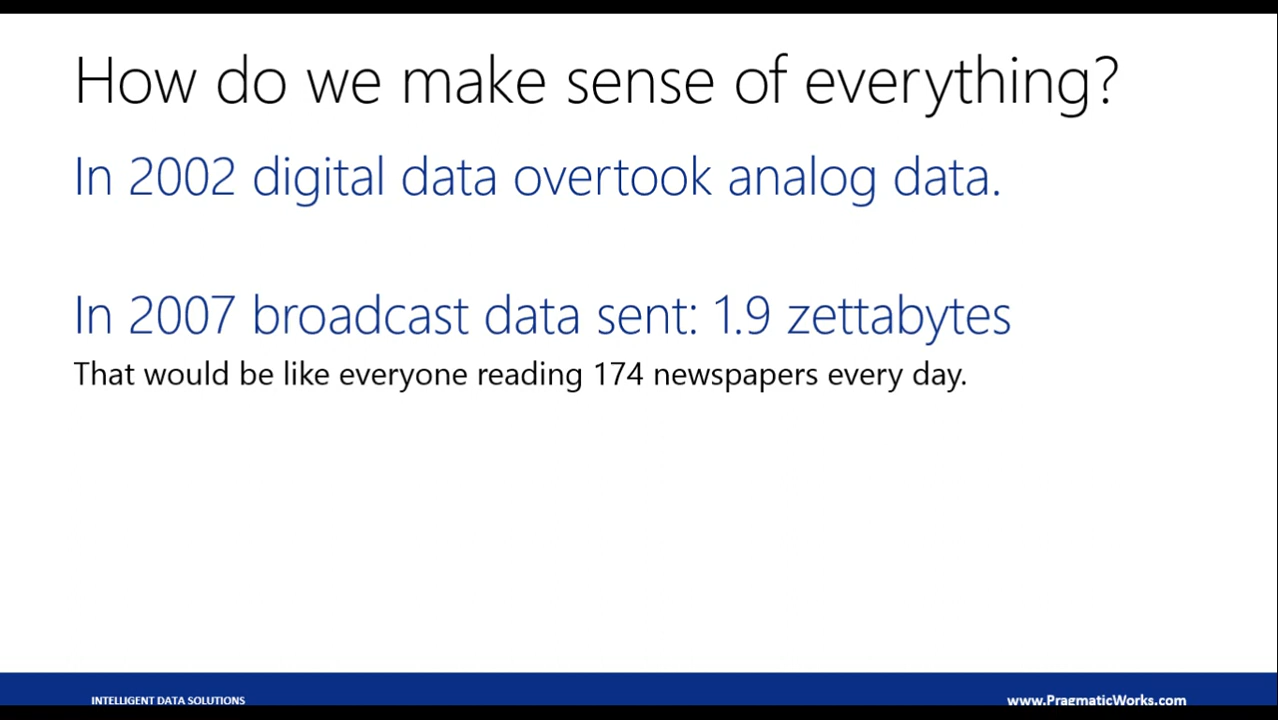 How do we make sense of everything?
In 2002 digital data overtook analog data.
In 2007 broadcast data sent: 1.9 zettabytes
That would be like everyone reading 174 newspapers every day.
INTELLIGENT DATA SOLUTIONS
www.PragmaticWorks.com